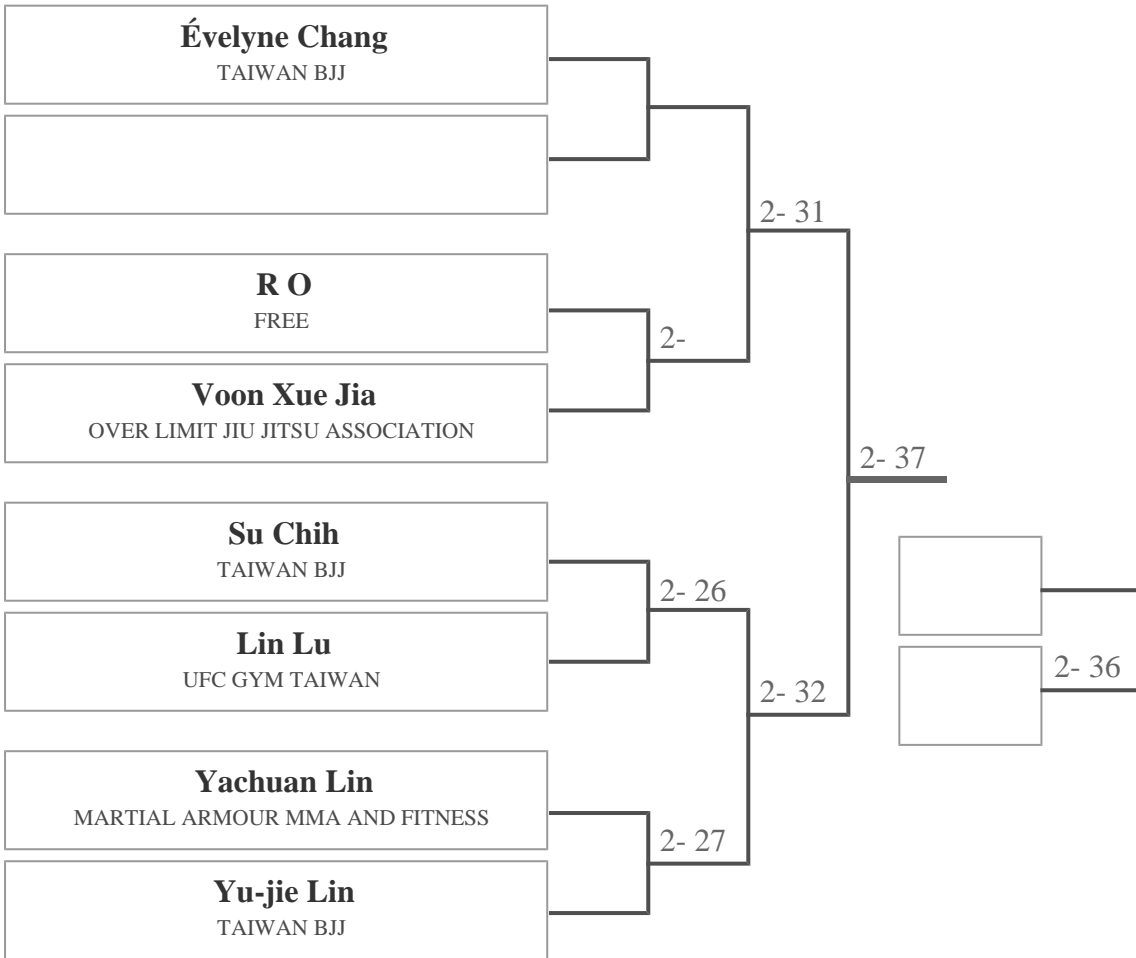 Évelyne Chang
TAIWAN BJJ
2- 31
R O
FREE
2-
Voon Xue Jia
OVER LIMIT JIU JITSU ASSOCIATION
2- 37
Su Chih
TAIWAN BJJ
2- 26
Lin Lu
UFC GYM TAIWAN
2- 36
2- 32
Yachuan Lin
MARTIAL ARMOUR MMA AND FITNESS
2- 27
Yu-jie Lin
TAIWAN BJJ